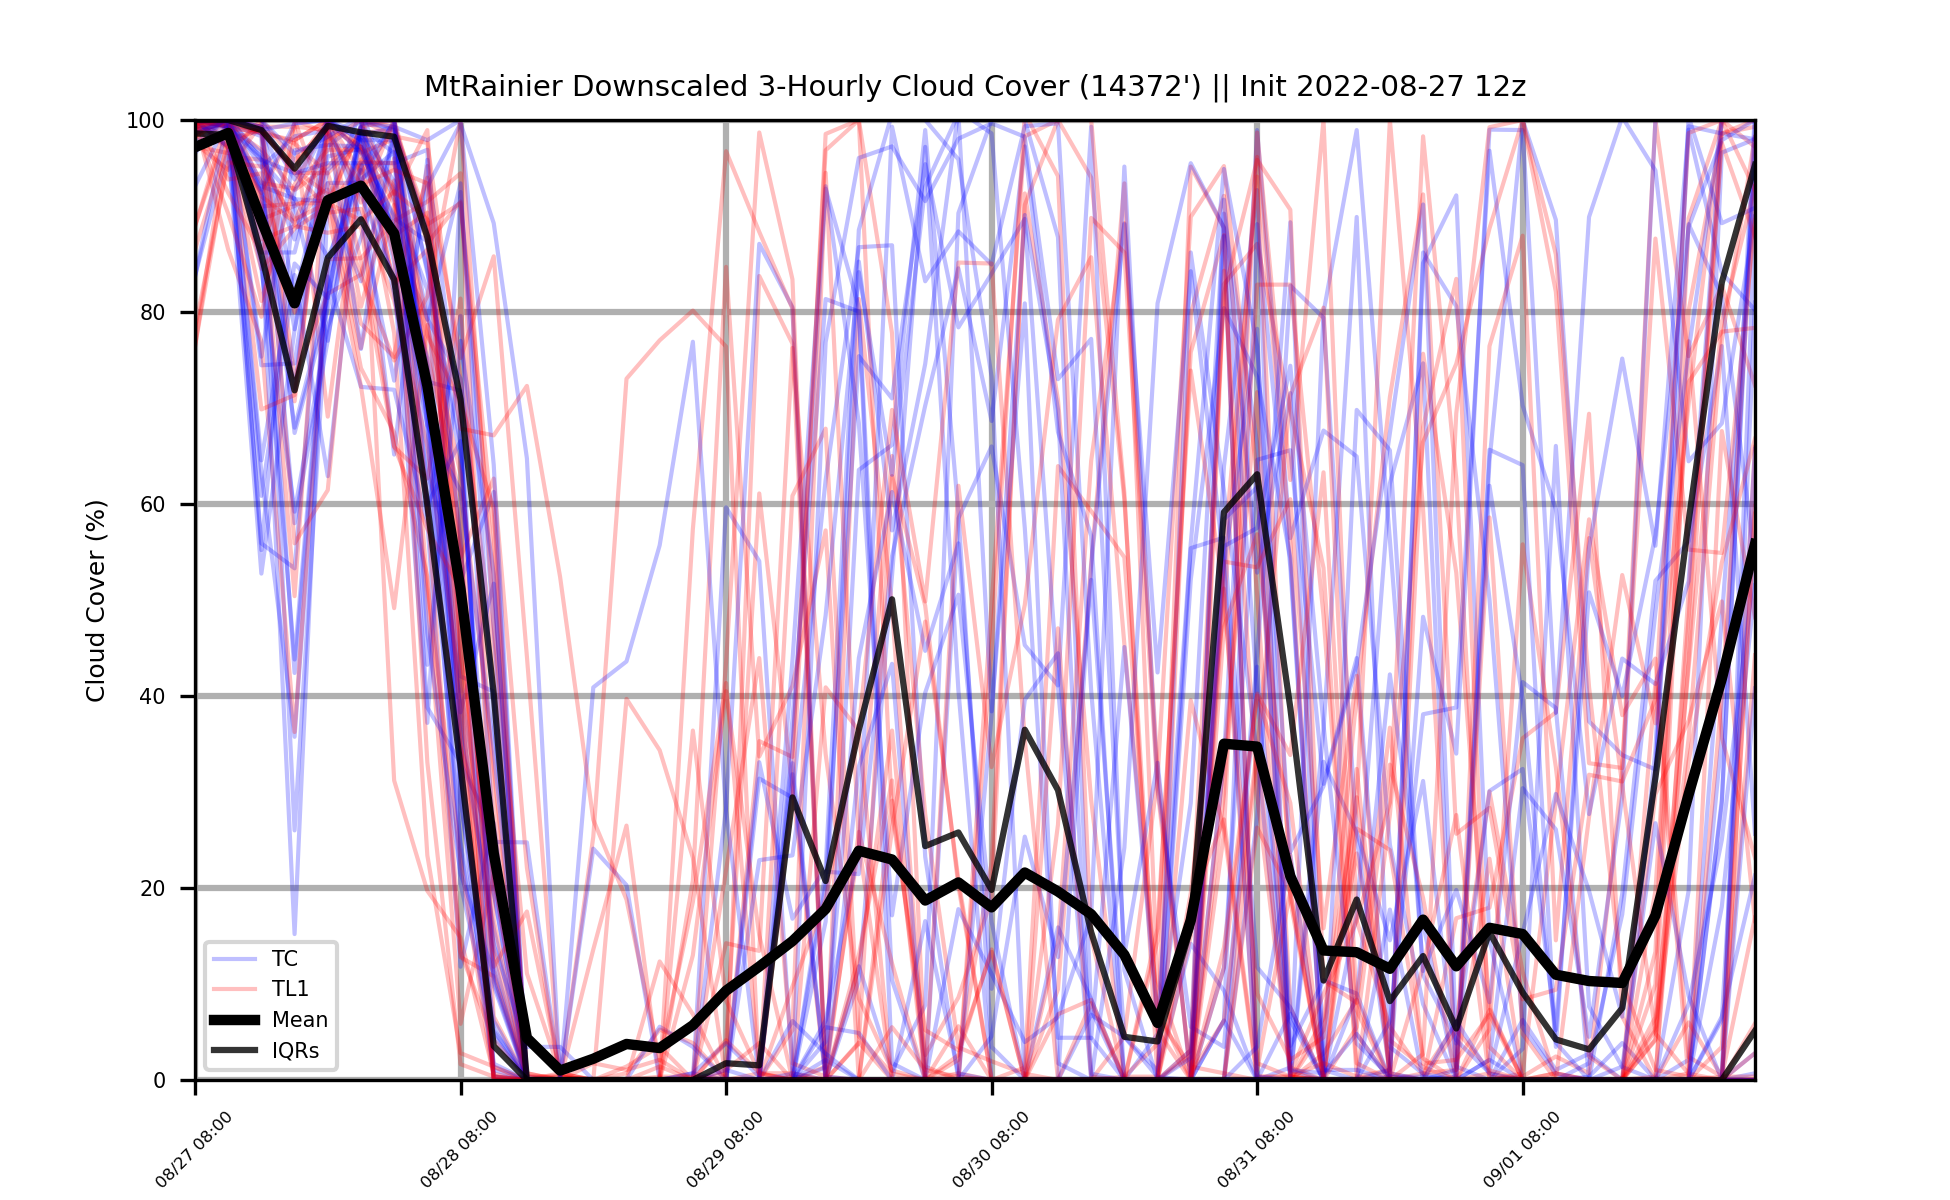 MtRainier Downscaled 3-Hourly Cloud Cover (14372') || Init 2022-08-27 12z
Cloud Cover (%)
100
80
60
40
20
0
TC
TL1
Mean
IQRs
08/27 08:00
08/28 08:00
08/29 08:00
08/30 08:00
08/31 08:00
09/01 08:00